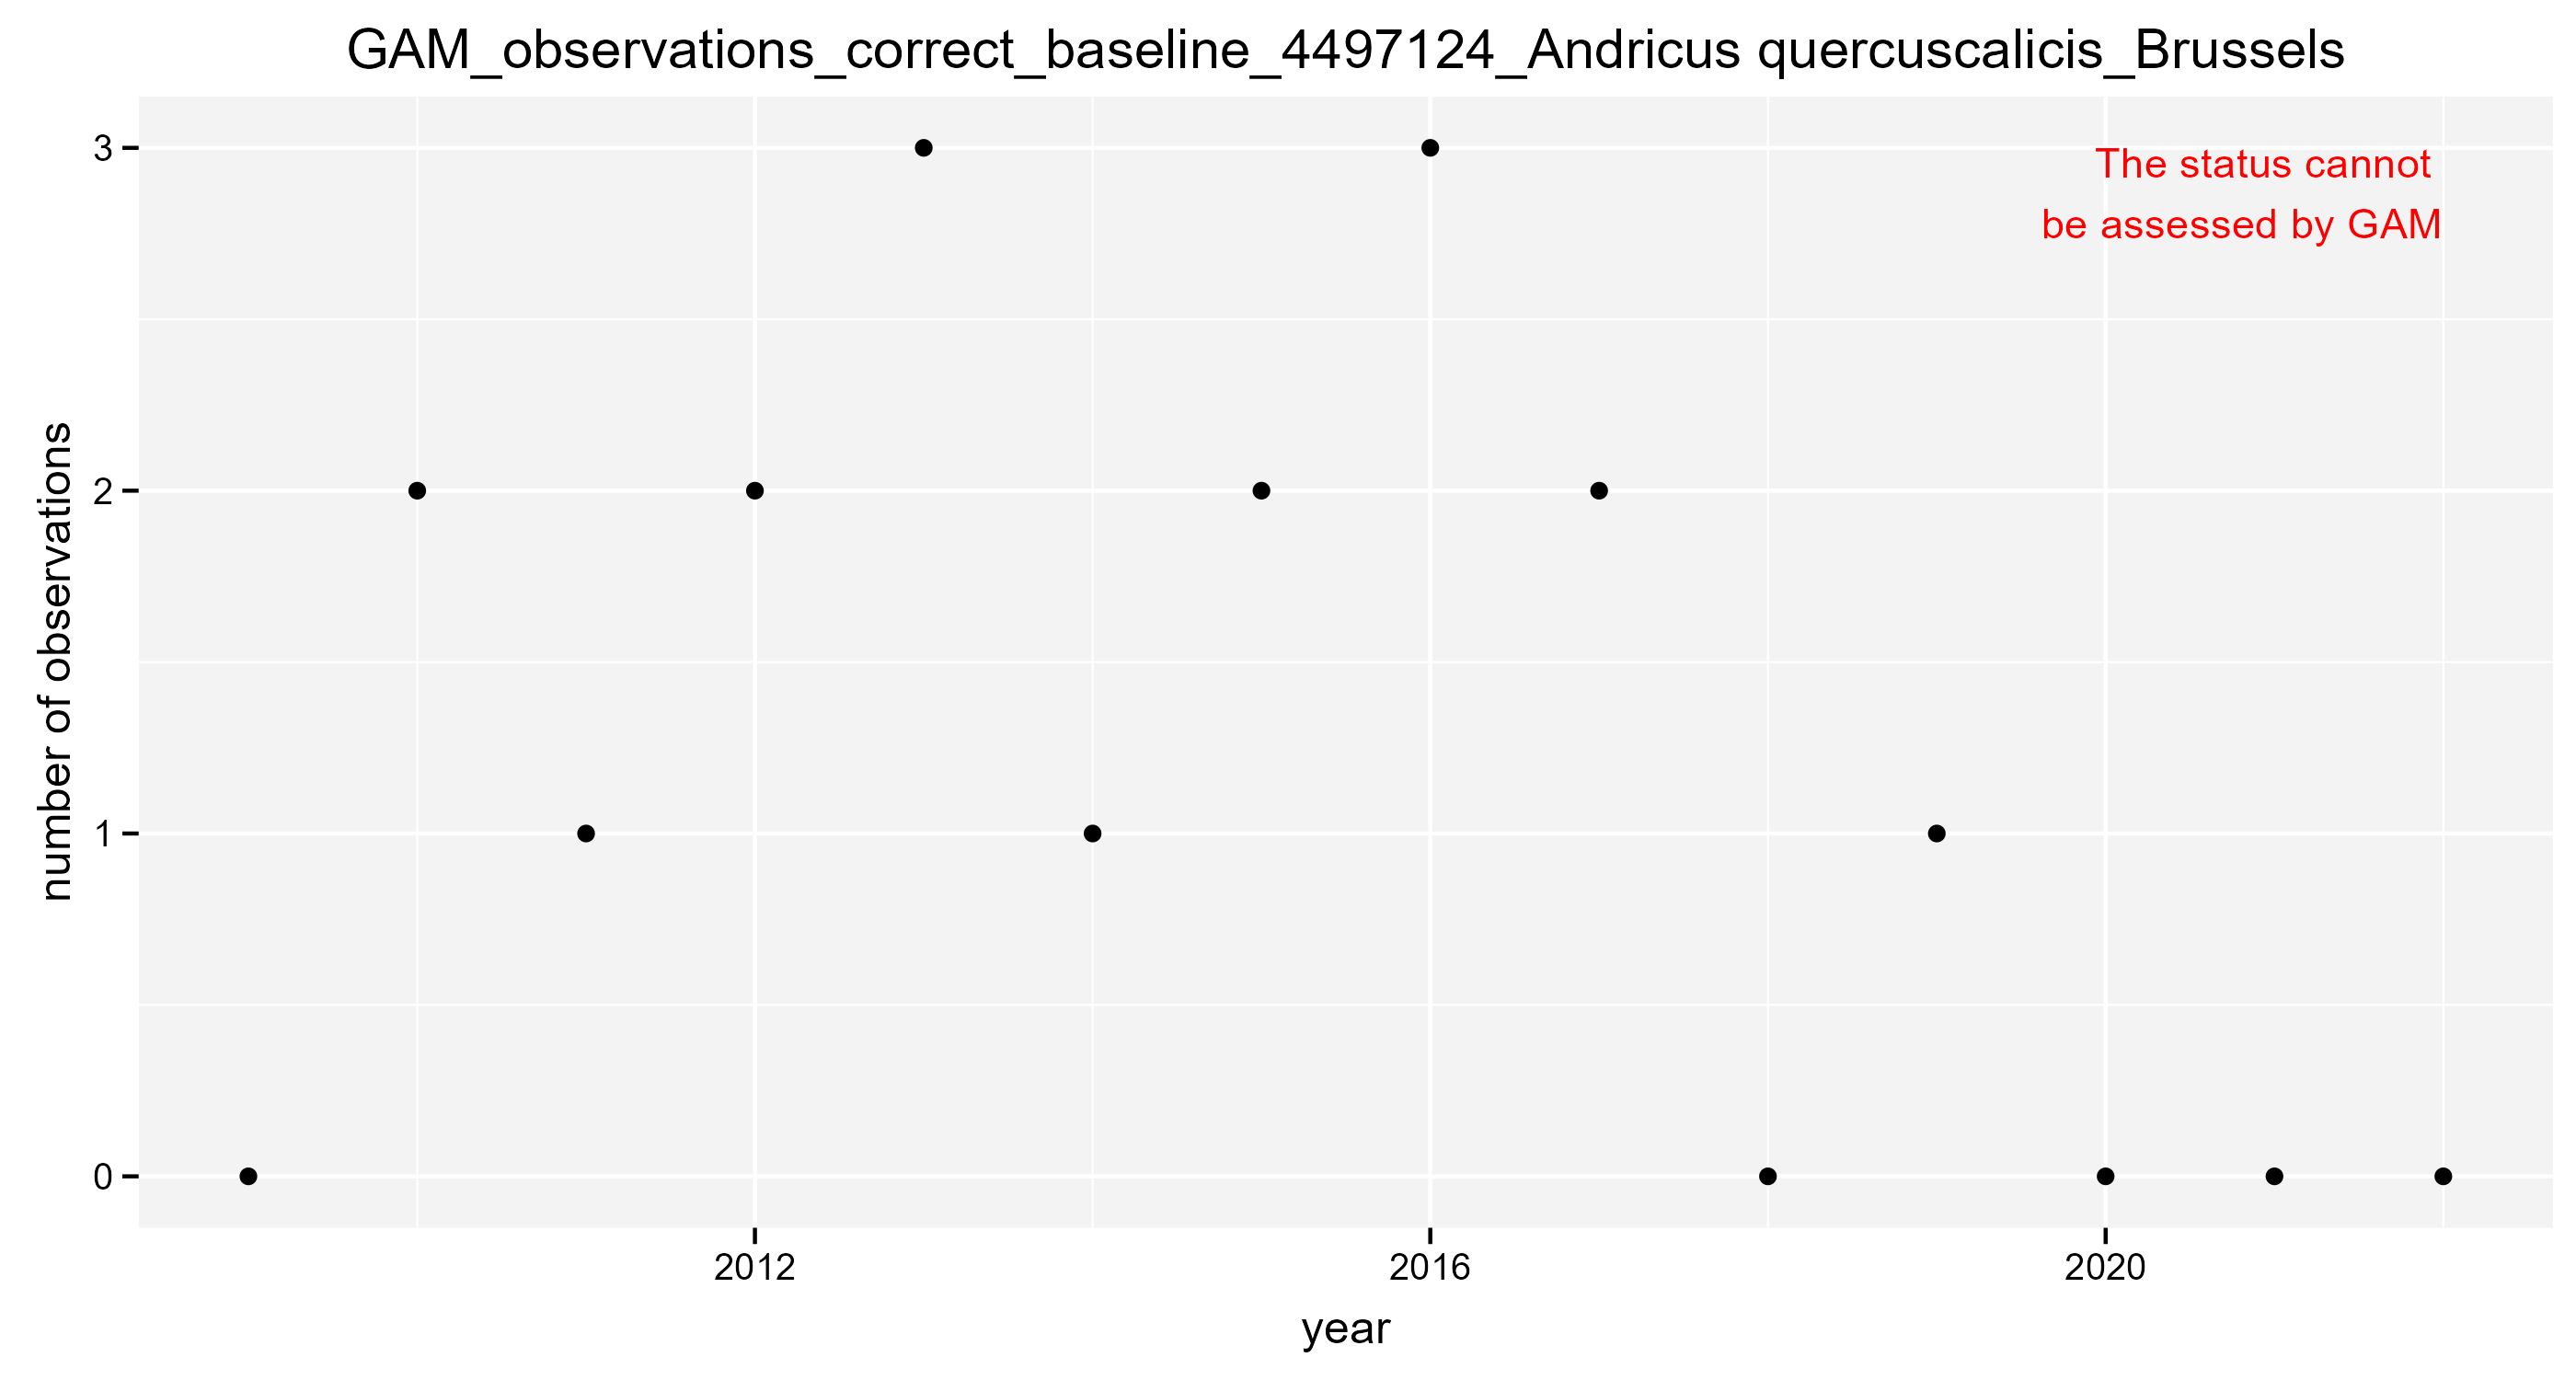 GAM_observations_correct_baseline_4497124_Andricus quercuscalicis_Brussels
The status cannot
be assessed by GAM
number of observations
3
2
1
0
2012
2016
2020
year